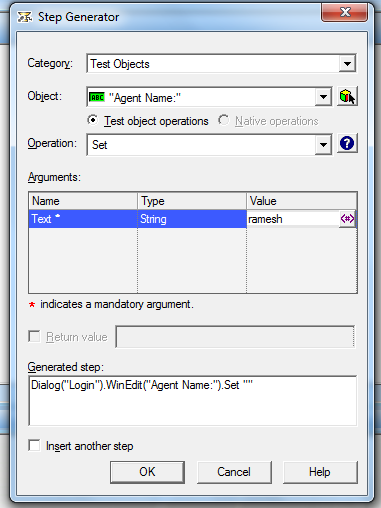 Step Generator
Category: Test Objects
Object: ABC "Agent Name:"
Test object operations Native operations
Operation: Set ?
Arguments:
Name Type Value
Text * String ramesh <#>
* indicates a mandatory argument.
Return value
Generated step:
Dialog("Login").WinEdit("Agent Name:").Set ""
Insert another step
OK Cancel Help